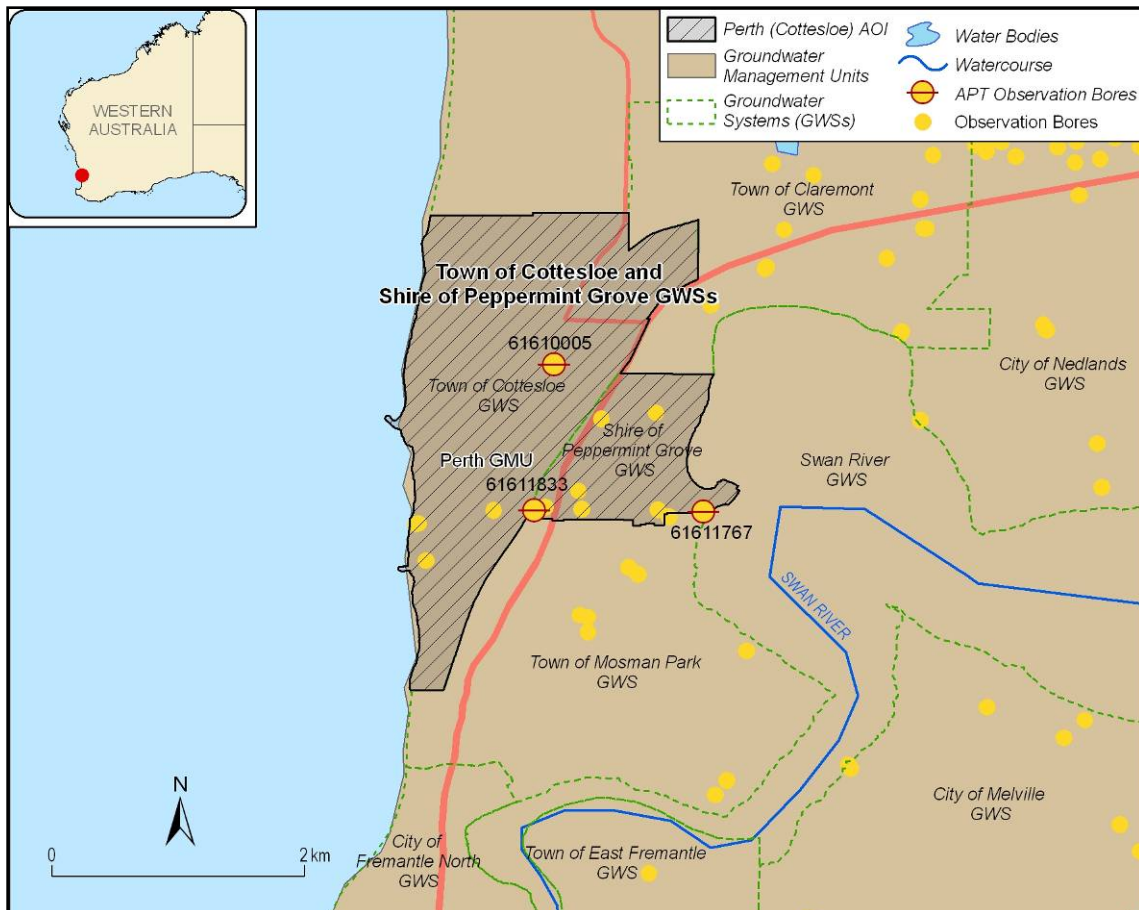 WESTERN
AUSTRALIA
Perth (Cottesloe) AOI
Groundwater
Management Units
Groundwater
Systems (GWSs)
Water Bodies
Watercourse
APT Observation Bores
Observation Bores
Town of Claremont
GWS
Town of Cottesloe and
Shire of Peppermint Grove GWSs
61610005
Town of Cottesloe
GWS
City of Nedlands
GWS
Shire of
Peppermint Grove
GWS
Perth GMU
61611833
Swan River
GWS
61611767
SWAN RIVER
Town of Mosman Park
GWS
City of Melville
GWS
City of
Fremantle North
GWS
Town of East Fremantle
GWS
N
0
2 km